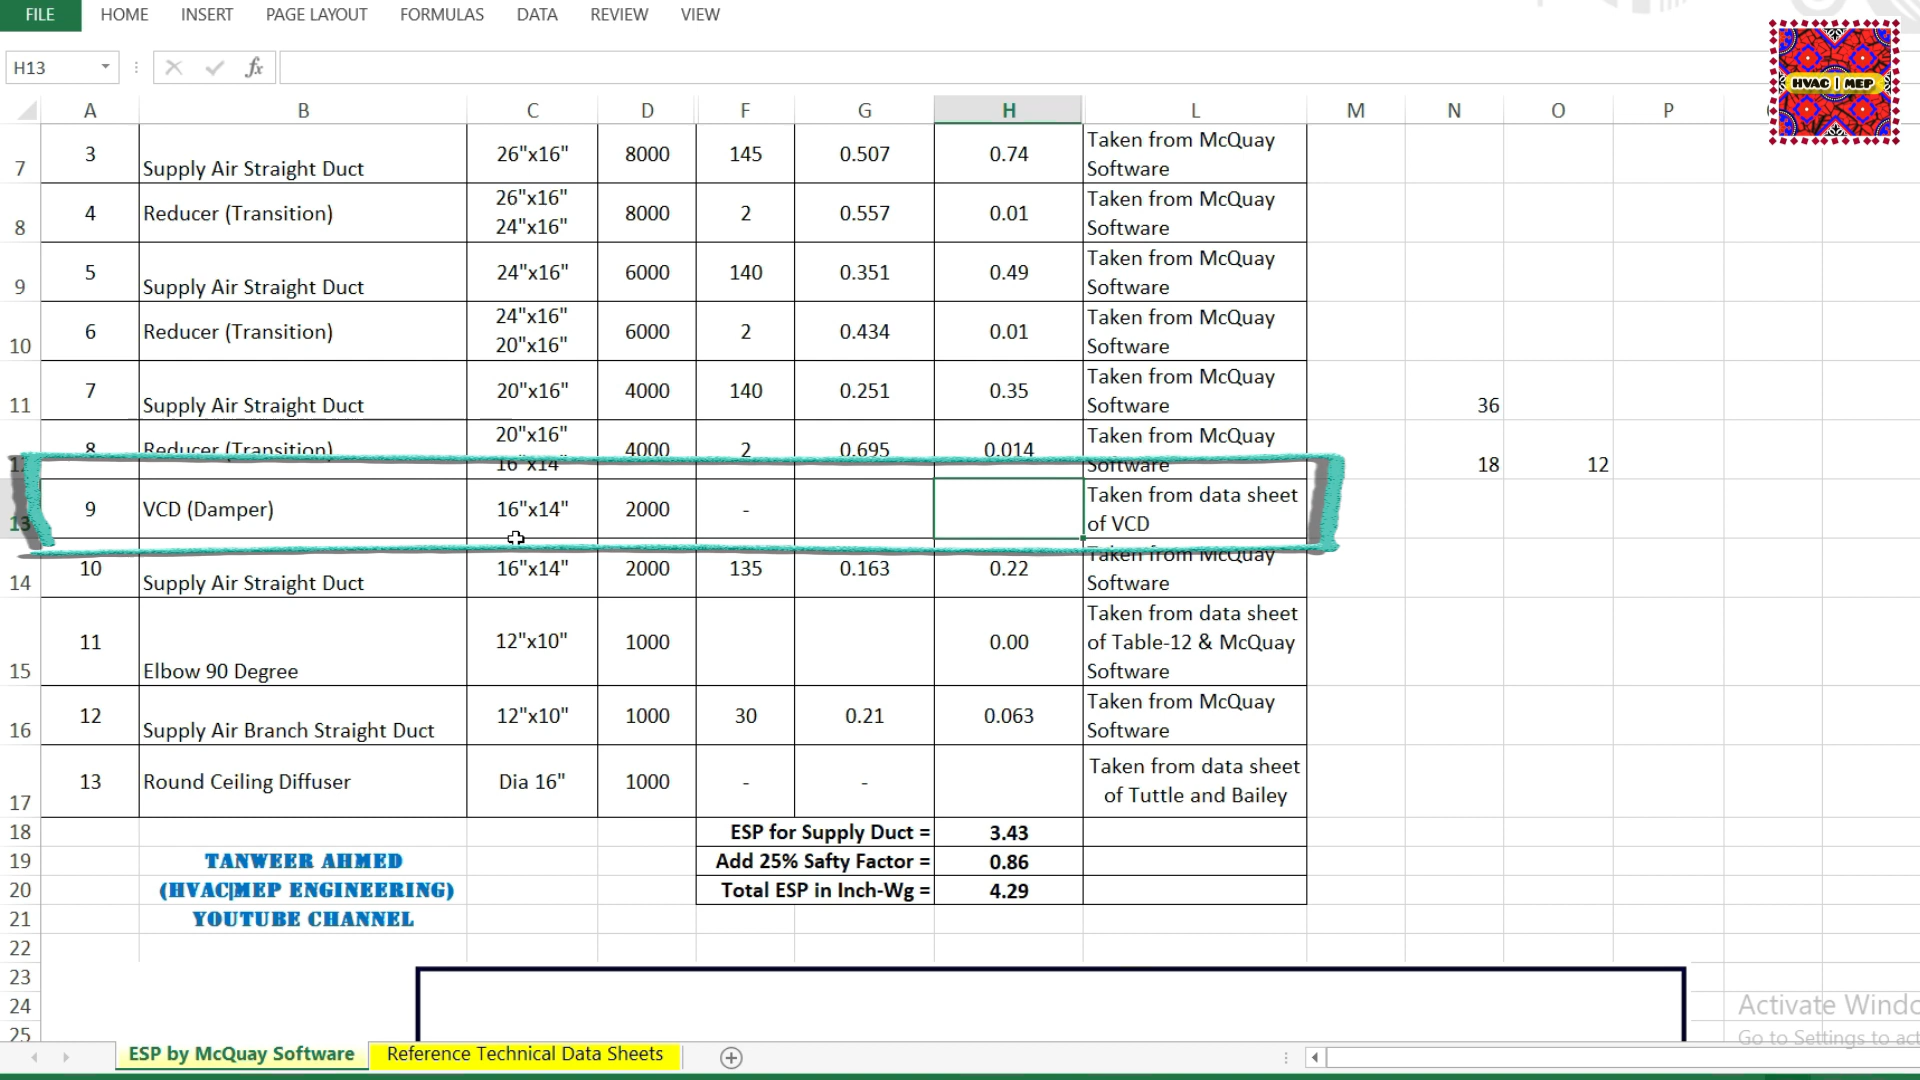 FILE HOME INSERT PAGE LAYOUT FORMULAS DATA REVIEW VIEW
H13 fx
HVAC | MEP
A B C D F G H L M N O P
7 3 Supply Air Straight Duct 26"x16" 8000 145 0.507 0.74 Taken from McQuay
Software
8 4 Reducer (Transition) 26"x16" 8000 2 0.557 0.01 Taken from McQuay
24"x16" Software
9 5 Supply Air Straight Duct 24"x16" 6000 140 0.351 0.49 Taken from McQuay
Software
10 6 Reducer (Transition) 24"x16" 6000 2 0.434 0.01 Taken from McQuay
20"x16" Software
11 7 Supply Air Straight Duct 20"x16" 4000 140 0.251 0.35 Taken from McQuay
Software 36
12 8 Reducer (Transition) 20"x16" 4000 2 0.695 0.014 Taken from McQuay
16"x14" Software 18 12
13 9 VCD (Damper) 16"x14" 2000 - Taken from data sheet
of VCD
14 10 Supply Air Straight Duct 16"x14" 2000 135 0.163 0.22 Taken from McQuay
Software
15 11 Elbow 90 Degree 12"x10" 1000 0.00 Taken from data sheet
of Table-12 & McQuay
Software
16 12 Supply Air Branch Straight Duct 12"x10" 1000 30 0.21 0.063 Taken from McQuay
Software
17 13 Round Ceiling Diffuser Dia 16" 1000 - - Taken from data sheet
of Tuttle and Bailey
18 ESP for Supply Duct = 3.43
19 TANWEER AHMED Add 25% Safty Factor = 0.86
20 (HVAC|MEP ENGINEERING) Total ESP in Inch-Wg = 4.29
21 YOUTUBE CHANNEL
22
23
24
25
Activate Windo
Go to Settings to act
ESP by McQuay Software Reference Technical Data Sheets